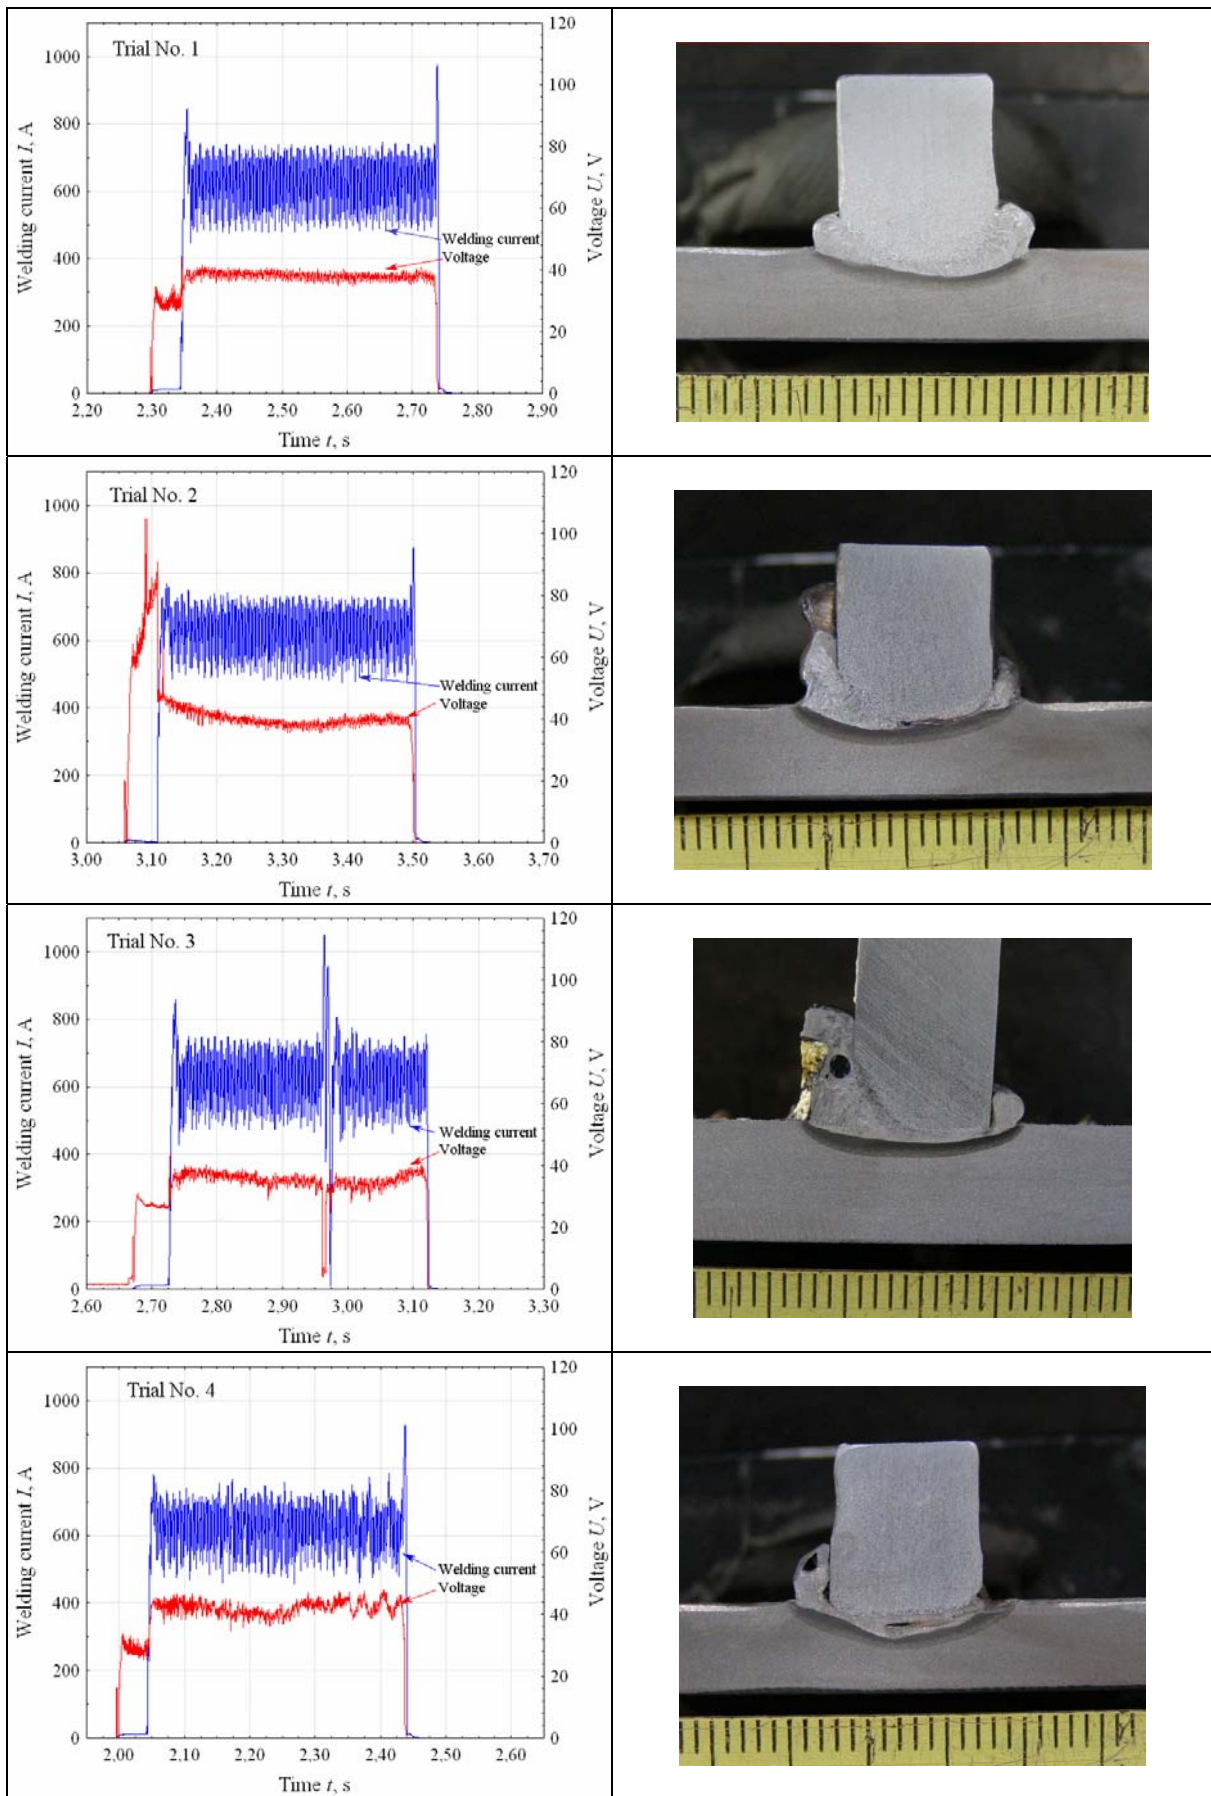 Trial No. 1
Welding current I, A
1000
800
600
400
200
0
120
100
80
60
40
20
0
Voltage U, V
Welding current
Voltage
2,20 2,30 2,40 2,50 2,60 2,70 2,80 2,90
Time t, s
Trial No. 2
Welding current I, A
1000
800
600
400
200
0
120
100
80
60
40
20
0
Voltage U, V
Welding current
Voltage
3,00 3,10 3,20 3,30 3,40 3,50 3,60 3,70
Time t, s
Trial No. 3
Welding current I, A
1000
800
600
400
200
0
120
100
80
60
40
20
0
Voltage U, V
Welding current
Voltage
2,60 2,70 2,80 2,90 3,00 3,10 3,20 3,30
Time t, s
Trial No. 4
Welding current I, A
1000
800
600
400
200
0
120
100
80
60
40
20
0
Voltage U, V
Welding current
Voltage
2,00 2,10 2,20 2,30 2,40 2,50 2,60
Time t, s